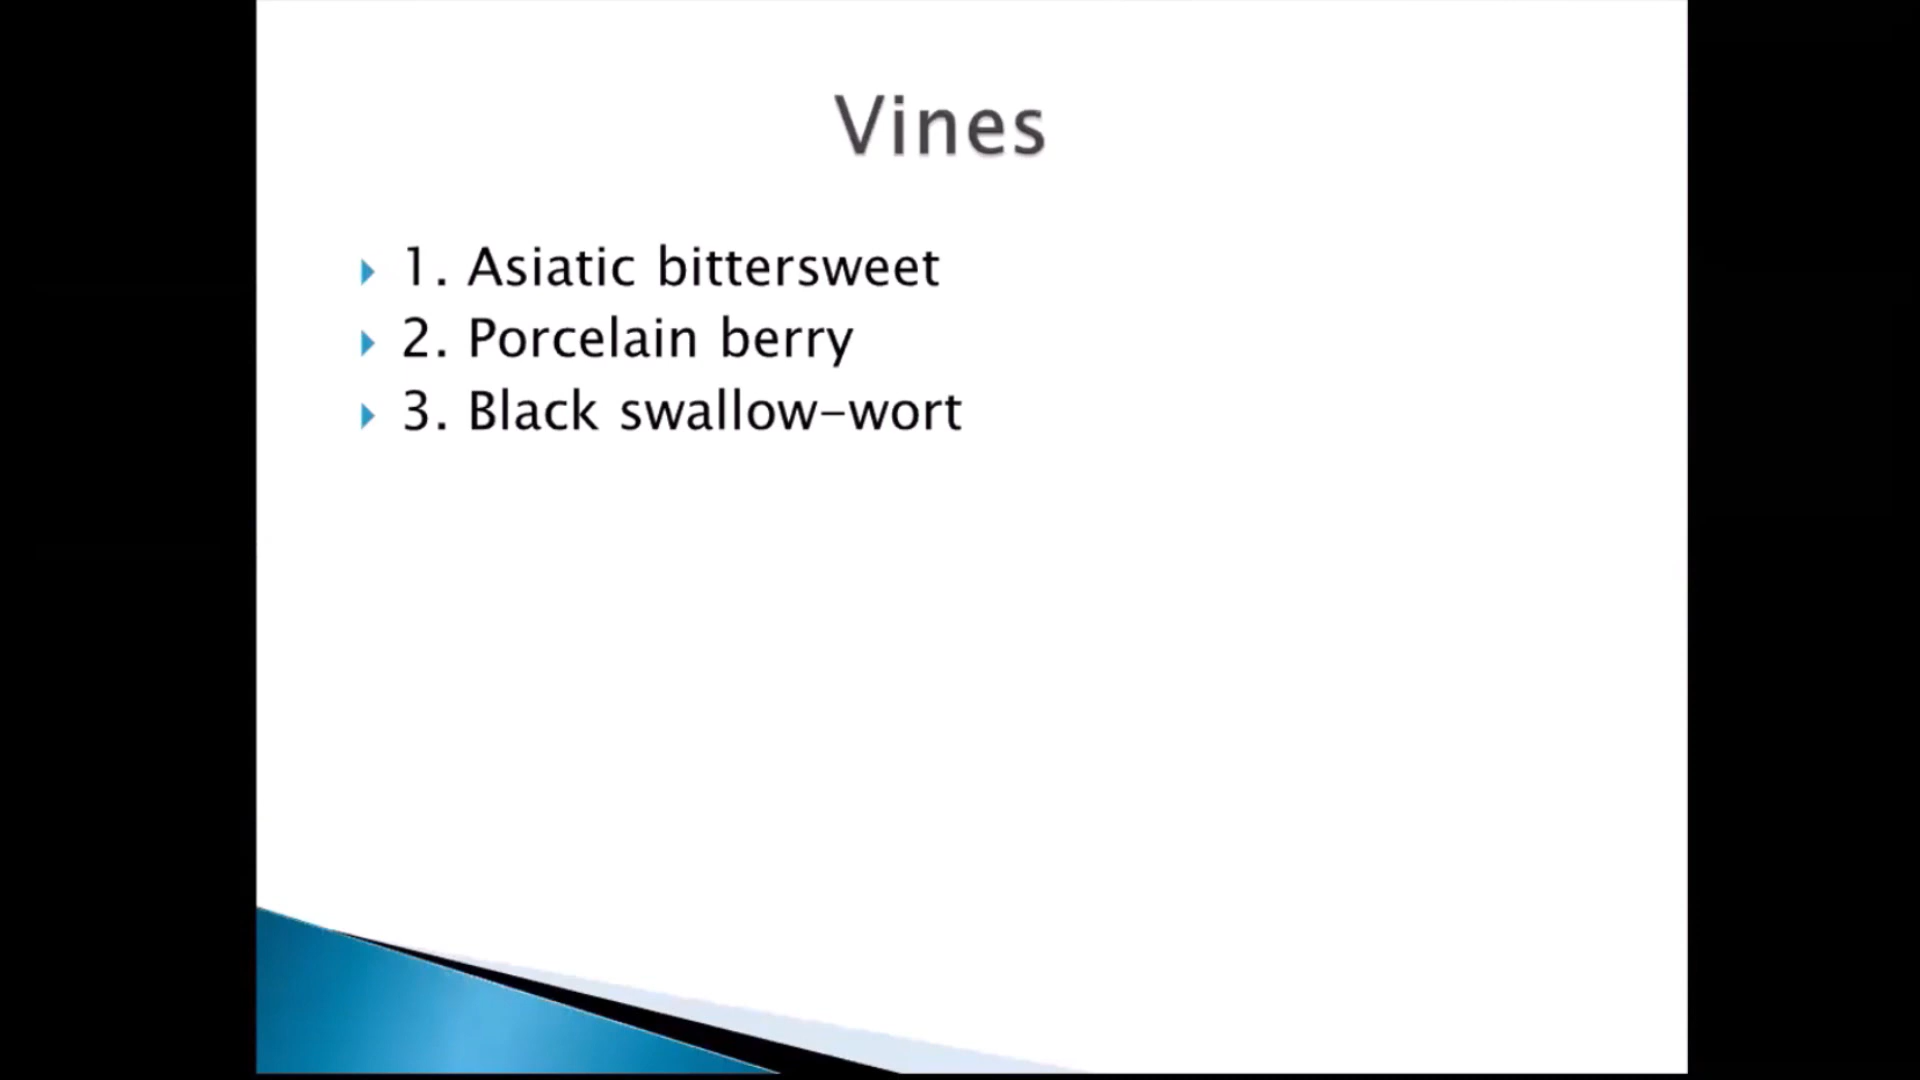 Vines
1. Asiatic bittersweet
2. Porcelain berry
3. Black swallow-wort